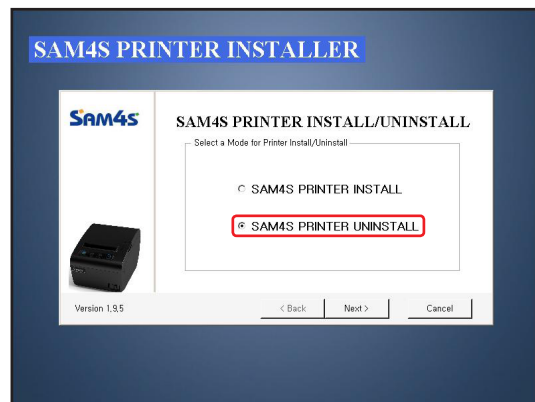 SAM4S PRINTER INSTALLER
SAM4S
SAM4S PRINTER INSTALL/UNINSTALL
Select a Mode for Printer Install/Uninstall
SAM4S PRINTER INSTALL
SAM4S PRINTER UNINSTALL
Version 1.9.5
< Back
Next >
Cancel